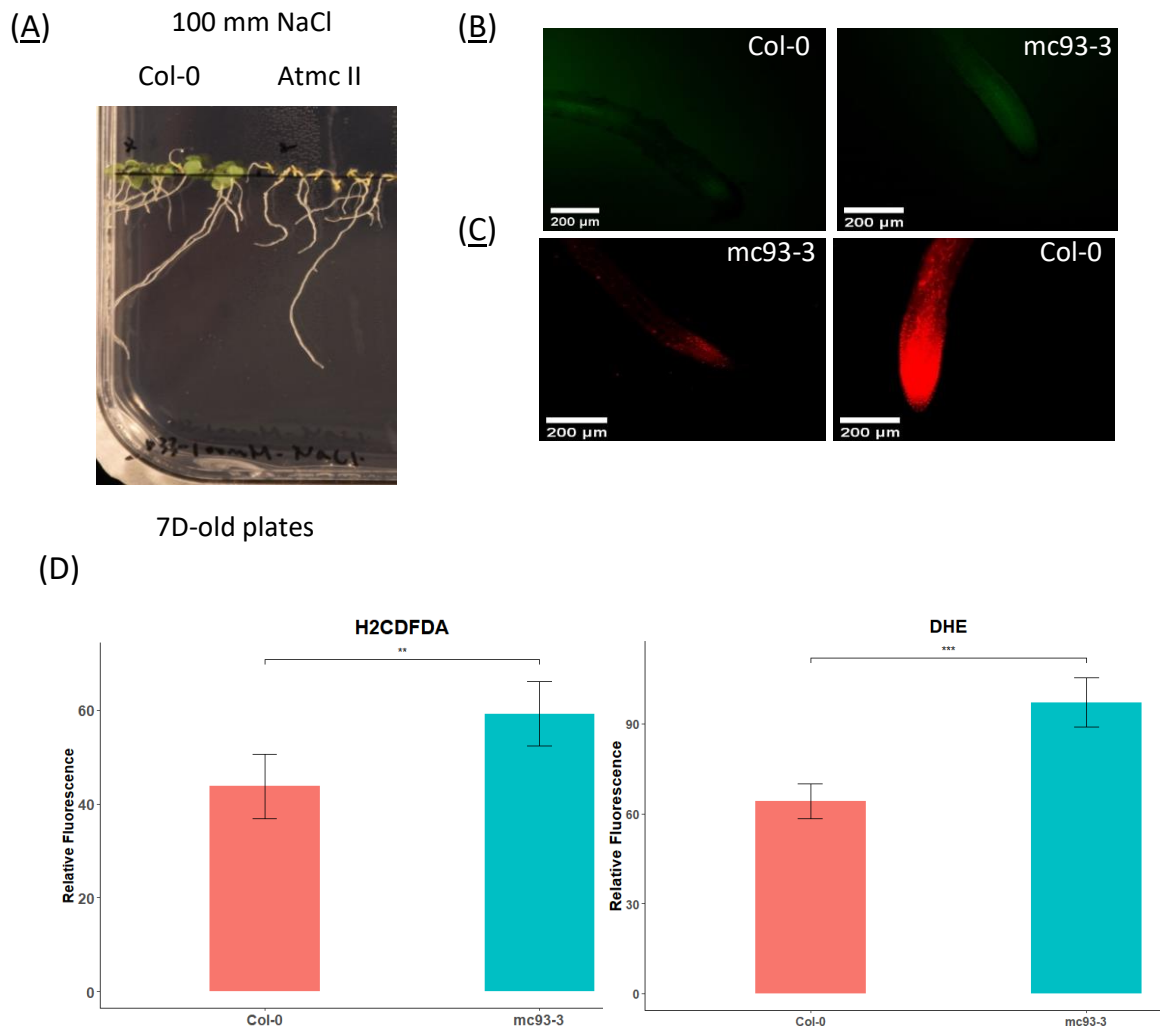 (A)
100 mm NaCl
Col-0 Atmc II
7D-old plates
(B)
Col-0
200 µm
mc93-3
200 µm
(C)
mc93-3
200 µm
Col-0
200 µm
(D)
H2CDFDA
**
Relative Fluorescence
60
40
20
0
Col-0 mc93-3
DHE
***
Relative Fluorescence
90
60
30
0
Col-0 mc93-3